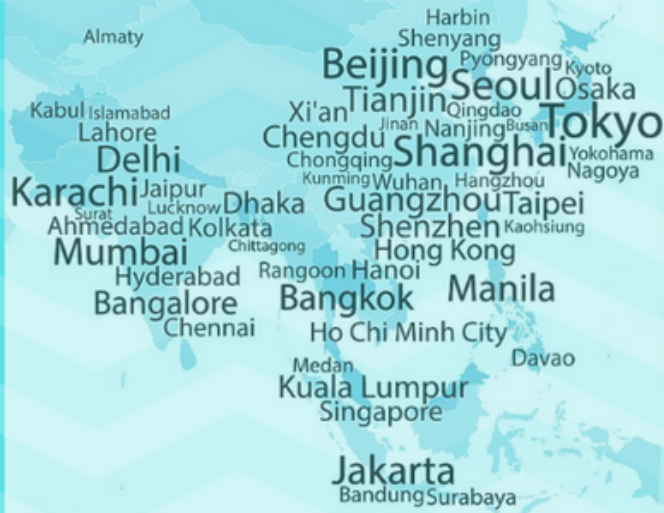 Harbin
Almaty
Shenyang
Pyongyang
Beijing
Kyoto
Seoul
Osaka
Tianjin
Kabul Islamabad
Xi'an
Qingdao
Tokyo
Lahore
Chengdu
Jinan
Nanjing
Busan
Delhi
Chongqing
Shanghai
Yokohama
Nagoya
Karachi
Jaipur
Kunming
Wuhan
Hangzhou
Surat
Lucknow
Dhaka
Guangzhou
Taipei
Ahmedabad
Kolkata
Shenzhen
Kaohsiung
Mumbai
Chittagong
Hong Kong
Hyderabad
Rangoon
Hanoi
Bangalore
Bangkok
Manila
Chennai
Ho Chi Minh City
Davao
Medan
Kuala Lumpur
Singapore
Jakarta
Bandung
Surabaya